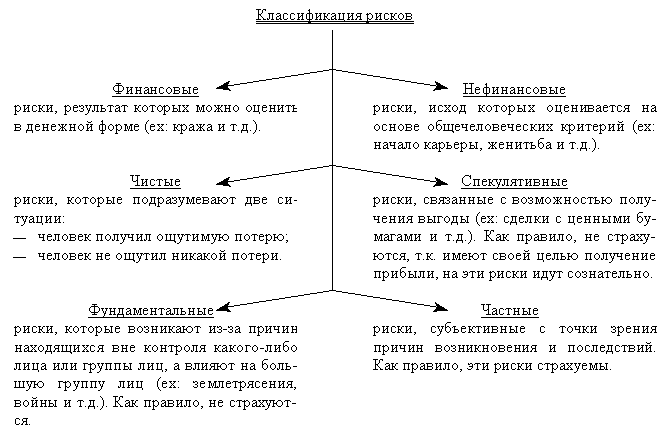 Классификация рисков
Финансовые
риски, результат которых можно оценить
в денежной форме (ex: кража и т.д.).
Нефинансовые
риски, исход которых оценивается на
основе общечеловеческих критериев (ex:
начало карьеры, женитьба и т.д.).
Чистые
риски, которые подразумевают две си-
туации:
— человек получил ощутимую потерю;
— человек не ощутил никакой потери.
Спекулятивные
риски, связанные с возможностью полу-
чения выгоды (ex: сделки с ценными бу-
магами и т.д.). Как правило, не страху-
ются, т.к. имеют своей целью получение
прибыли, на эти риски идут сознательно.
Фундаментальные
риски, которые возникают из-за причин
находящихся вне контроля какого-либо
лица или группы лиц, а влияют на боль-
шую группу лиц (ex: землетрясения,
войны и т.д.). Как правило, не страхуют-
ся.
Частные
риски, субъективные с точки зрения
причин возникновения и последствий.
Как правило, эти риски страхуемы.